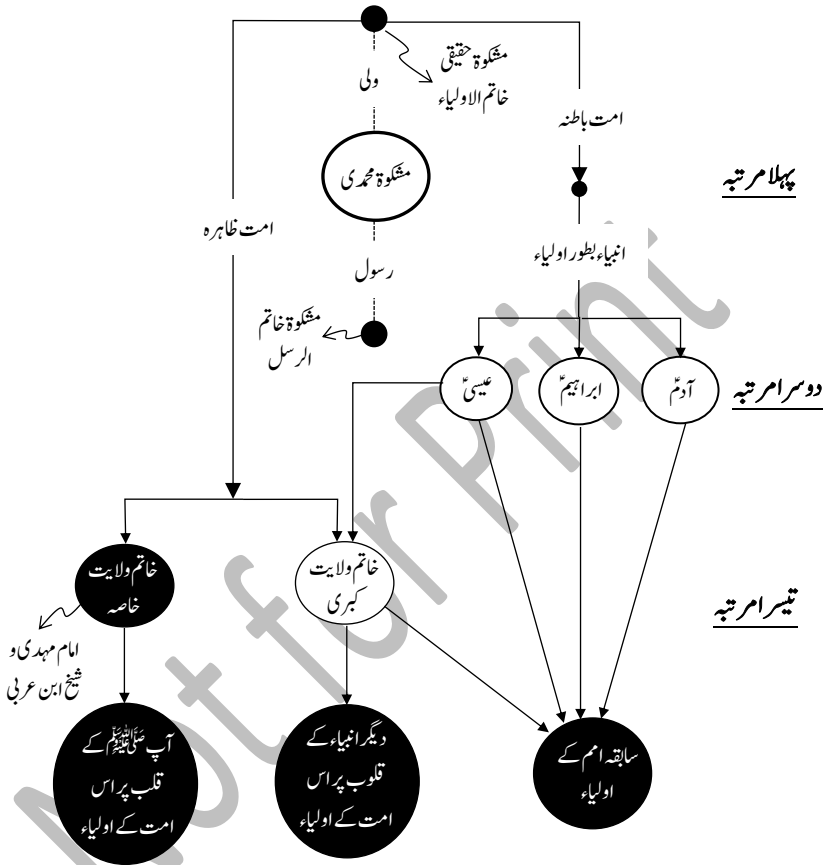 مشکوۃ حقیقی
خاتم الاولیاء
ولی
امت باطنہ
مشکوۃ محمدی
پہلا مرتبہ
امت ظاہرہ
انبیاء بطور اولیاء
رسول
مشکوۃ خاتم
الرسل
آدمؑ
ابراہیمؑ
عیسیؑ
دوسرا مرتبہ
خاتم ولایت
کبری
خاتم ولایت
خاصہ
تیسرا مرتبہ
امام مہدی و
شیخ ابن عربی
سابقہ امم کے
اولیاء
دیگر انبیاء کے
قلوب پر اس
امت کے اولیاء
آپ ﷺ کے
قلب پر اس
امت کے اولیاء
Not for Print